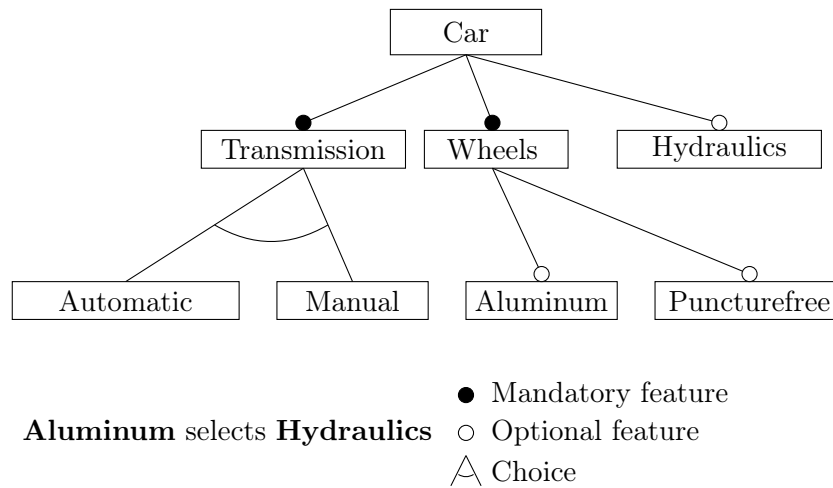 Car
Transmission Wheels Hydraulics
Automatic Manual Aluminum Puncturefree
Mandatory feature
Aluminum selects Hydraulics
Optional feature
Choice